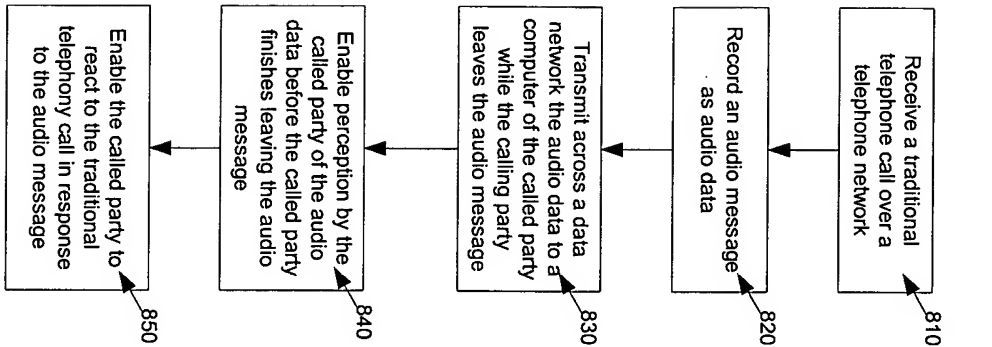 Receive a traditional
telephone call over a
telephone network
810
Record an audio message
as audio data
820
Transmit across a data
network the audio data to a
computer of the called party
while the calling party
leaves the audio message
830
Enable perception by the
called party of the audio
data before the called party
finishes leaving the audio
message
840
Enable the called party to
react to the traditional
telephony call in response
to the audio message
850